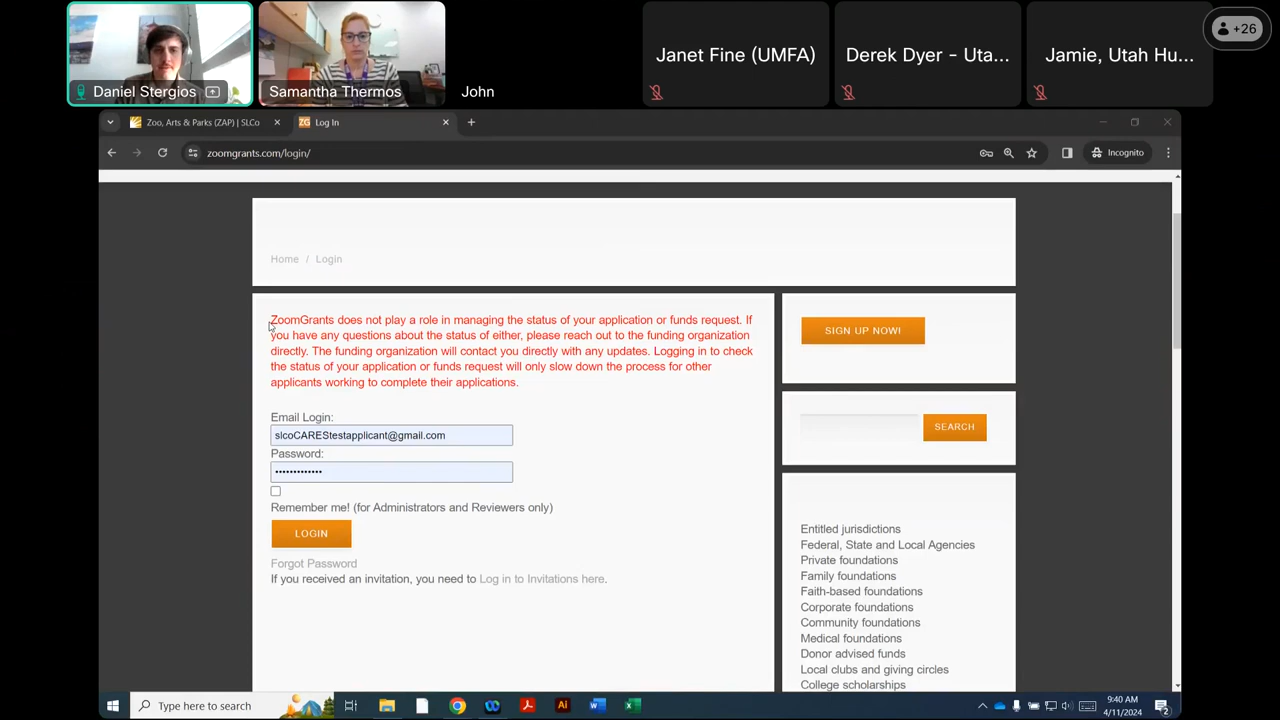 Daniel Stergios
Samantha Thermos
John
Janet Fine (UMFA)
Derek Dyer - Uta...
Jamie, Utah Hu...
+26
Zoo, Arts & Parks (ZAP) | SLCo
ZG Log In
zoomgrants.com/login/
Incognito
Home / Login
ZoomGrants does not play a role in managing the status of your application or funds request. If
you have any questions about the status of either, please reach out to the funding organization
directly. The funding organization will contact you directly with any updates. Logging in to check
the status of your application or funds request will only slow down the process for other
applicants working to complete their applications.
Email Login:
slcoCAREStestapplicant@gmail.com
Password:
Remember me! (for Administrators and Reviewers only)
LOGIN
Forgot Password
If you received an invitation, you need to Log in to Invitations here.
SIGN UP NOW!
SEARCH
Entitled jurisdictions
Federal, State and Local Agencies
Private foundations
Family foundations
Faith-based foundations
Corporate foundations
Community foundations
Medical foundations
Donor advised funds
Local clubs and giving circles
College scholarships
Type here to search
9:40 AM
4/11/2024
2